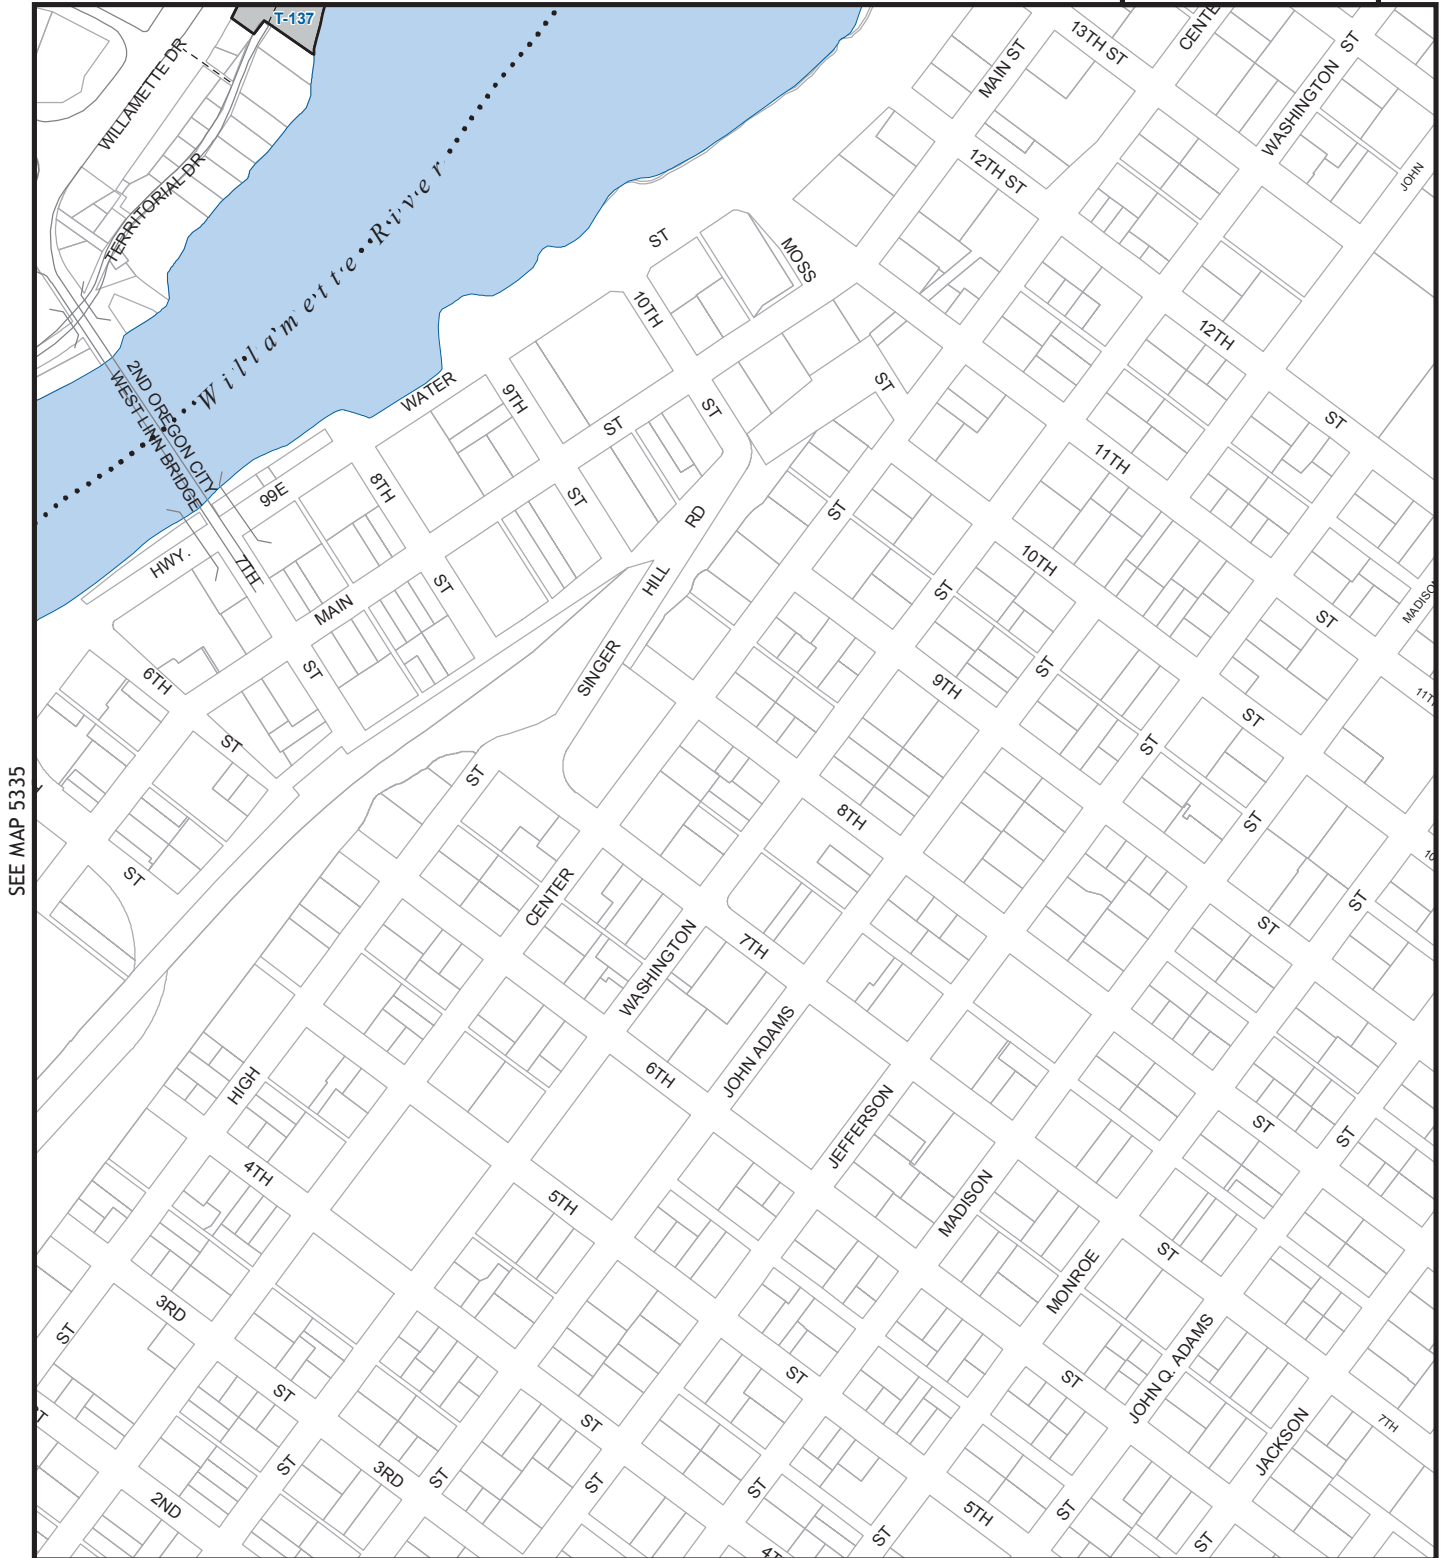 T-137
CENTE
13TH ST
MAIN ST
WASHINGTON ST
WILLAMETTE DR
TERRITORIAL DR
12TH ST
JOHN
Willamette River
ST
MOSS
10TH
12TH
2ND OREGON CITY
WEST LINN BRIDGE
WATER
9TH
ST
ST
ST
ST
11TH
99E
8TH
ST
RD
ST
HWY.
7TH
10TH
MAIN
ST
HILL
ST
MADISON
ST
6TH
ST
SINGER
ST
9TH
11TH
ST
ST
ST
SEE MAP 5335
ST
8TH
ST
10
ST
CENTER
ST
ST
WASHINGTON
7TH
HIGH
6TH
JOHN ADAMS
JEFFERSON
ST
ST
4TH
5TH
MADISON
ST
3RD
MONROE
ST
JOHN Q. ADAMS
ST
ST
ST
ST
7TH
JACKSON
ST
3RD
ST
ST
ST
2ND
5TH
ST
ST
ST